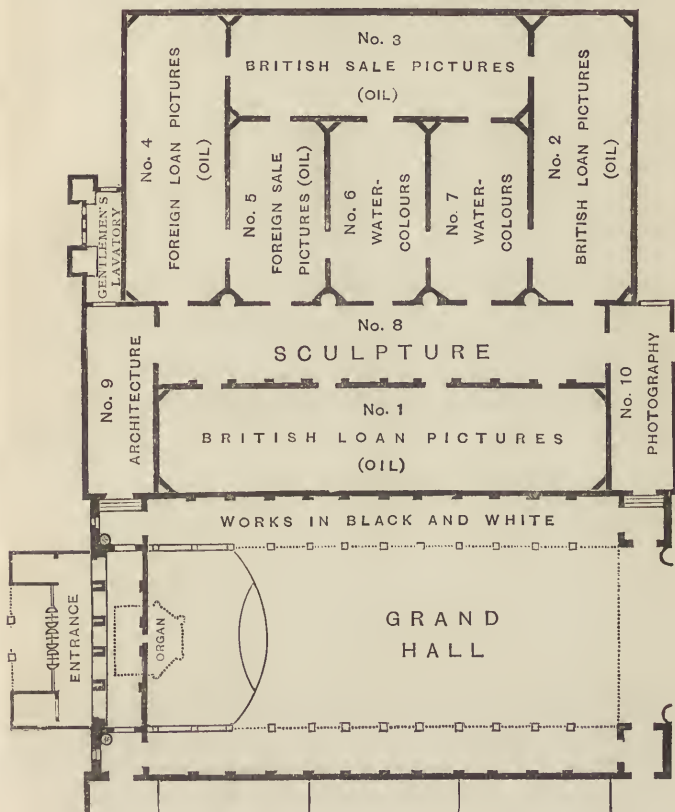 No. 3
BRITISH SALE PICTURES
(OIL)
No. 4
FOREIGN LOAN PICTURES
(OIL)
No. 5
FOREIGN SALE
PICTURES (OIL)
No. 6
WATER-
COLOURS
No. 7
WATER-
COLOURS
No. 2
BRITISH LOAN PICTURES
(OIL)
GENTLEMEN'S
LAVATORY
No. 8
SCULPTURE
No. 9
ARCHITECTURE
No. 10
PHOTOGRAPHY
No. 1
BRITISH LOAN PICTURES
(OIL)
WORKS IN BLACK AND WHITE
ENTRANCE
ORGAN
GRAND
HALL